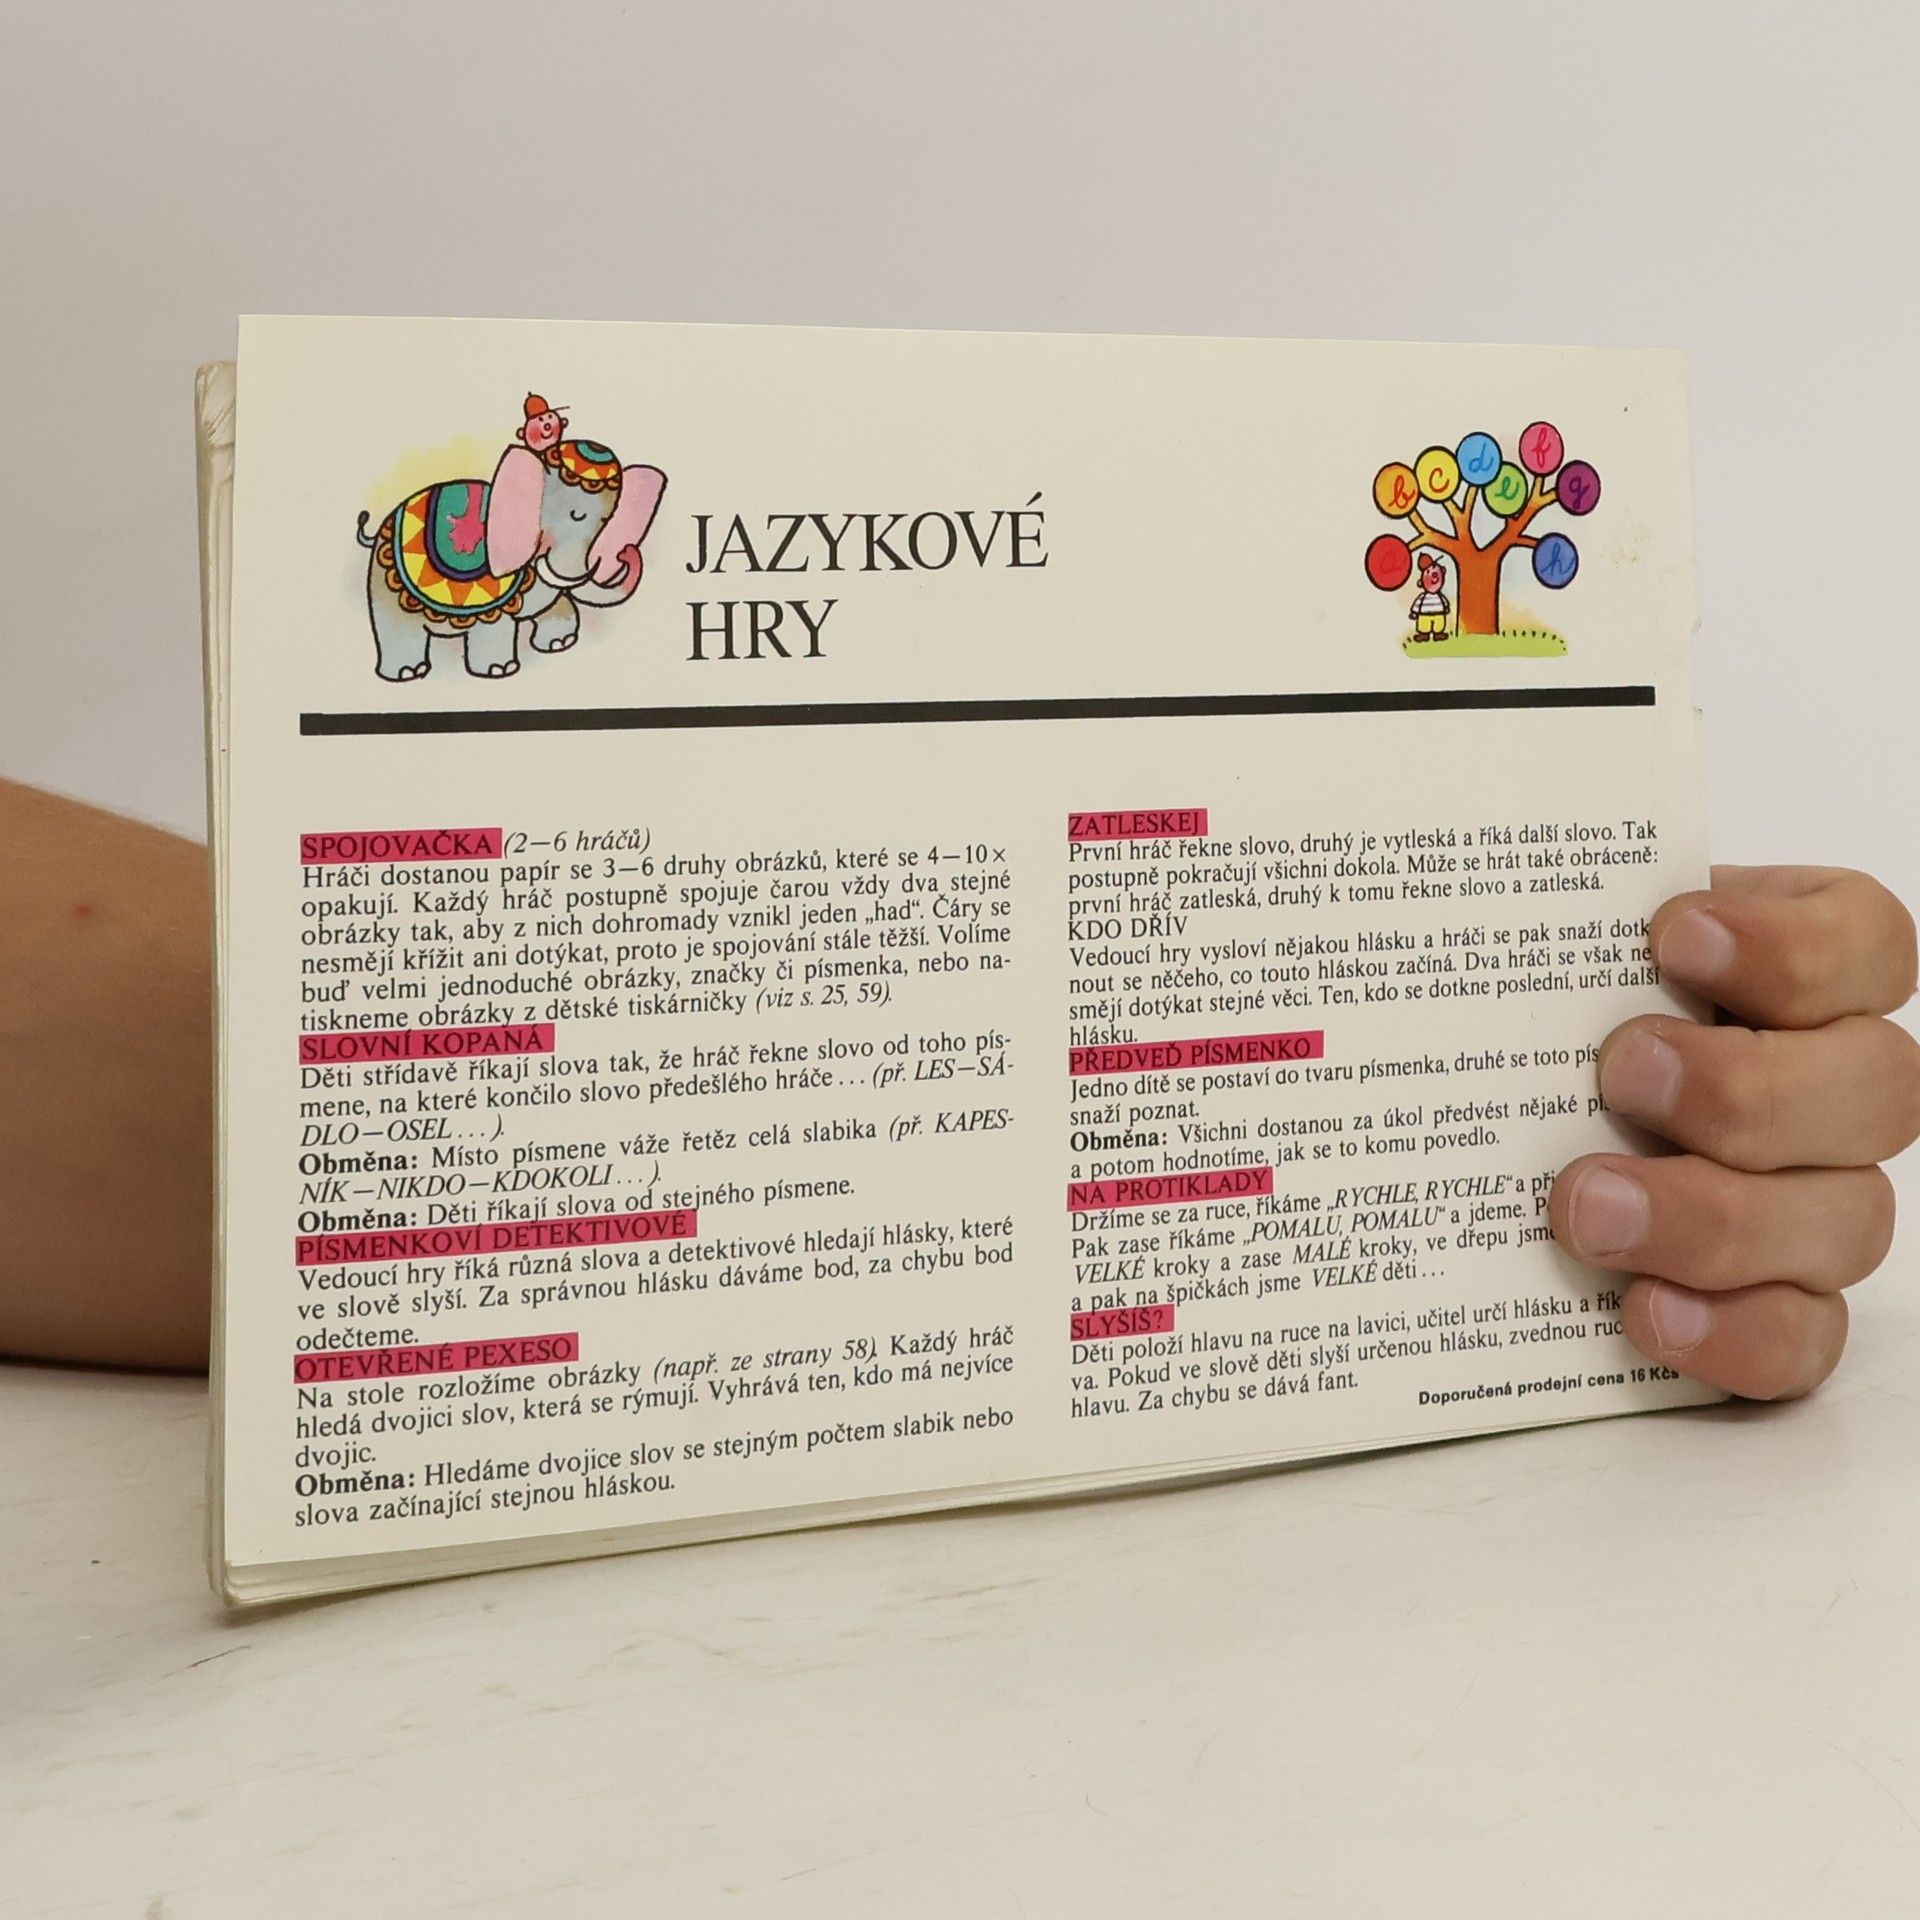 JAZYKOVÉ
HRY
b c d e f g
a h
SPOJOVAČKA (2—6 hráčů)
Hráči dostanou papír se 3—6 druhy obrázků, které se 4—10×
opakují. Každý hráč postupně spojuje čarou vždy dva stejné
obrázky tak, aby z nich dohromady vznikl jeden „had“. Čáry se
nesmějí křížit ani dotýkat, proto je spojování stále těžší. Volíme
buď velmi jednoduché obrázky, značky či písmenka, nebo na-
tiskneme obrázky z dětské tiskárničky (viz s. 25, 59).
SLOVNÍ KOPANÁ
Děti střídavě říkají slova tak, že hráč řekne slovo od toho pís-
mene, na které končilo slovo předešlého hráče... (př. LES—SÁ-
DLO—OSEL...).
Obměna: Místo písmene váže řetěz celá slabika (př. KAPES-
NÍK—NIKDO—KDOKOLI...).
Obměna: Děti říkají slova od stejného písmene.
PÍSMENKOVÍ DETEKTIVOVÉ
Vedoucí hry říká různá slova a detektivové hledají hlásky, které
ve slově slyší. Za správnou hlásku dáváme bod, za chybu bod
odečteme.
OTEVŘENÉ PEXESO
Na stole rozložíme obrázky (např. ze strany 58). Každý hráč
hledá dvojici slov, která se rýmují. Vyhrává ten, kdo má nejvíce
dvojic.
Obměna: Hledáme dvojice slov se stejným počtem slabik nebo
slova začínající stejnou hláskou.
ZATLESKEJ
První hráč řekne slovo, druhý je vytleská a říká další slovo. Tak
postupně pokračují všichni dokola. Může se hrát také obráceně:
první hráč zatleská, druhý k tomu řekne slovo a zatleská.
KDO DŘÍV
Vedoucí hry vysloví nějakou hlásku a hráči se pak snaží dotk
nout se něčeho, co touto hláskou začíná. Dva hráči se však ne
smějí dotýkat stejné věci. Ten, kdo se dotkne poslední, určí další
hlásku.
PŘEDVEĎ PÍSMENKO
Jedno dítě se postaví do tvaru písmenka, druhé se toto pís
snaží poznat.
Obměna: Všichni dostanou za úkol předvést nějaké
a potom hodnotíme, jak se to komu povedlo.
NA PROTIKLADY
Držíme se za ruce, říkáme „RYCHLE, RYCHLE“ a při
Pak zase říkáme „POMALU, POMALU“ a jdeme.
VELKÉ kroky a zase MALÉ kroky, ve dřepu jsme
a pak na špičkách jsme VELKÉ děti...
SLYŠÍŠ?
Děti položí hlavu na ruce na lavici, učitel určí hlásku a řík
va. Pokud ve slově děti slyší určenou hlásku, zvednou ruc
hlavu. Za chybu se dává fant.
Doporučená prodejní cena 16 Kčs